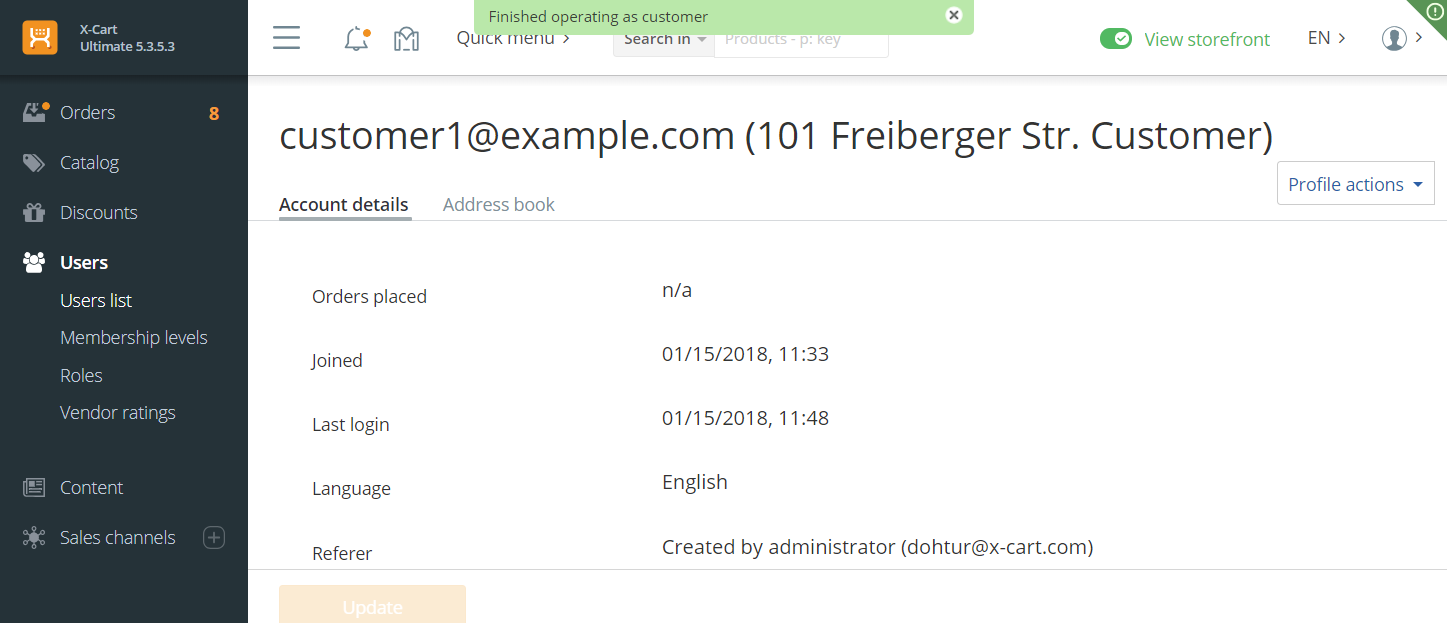 X-Cart
Ultimate 5.3.5.3
Finished operating as customer
Quick menu
Search in
Products - p: key
View storefront
EN
Orders 8
Catalog
Discounts
Users
Users list
Membership levels
Roles
Vendor ratings
Content
Sales channels
customer1@example.com (101 Freiberger Str. Customer)
Profile actions
Account details
Address book
Orders placed n/a
Joined 01/15/2018, 11:33
Last login 01/15/2018, 11:48
Language English
Referer Created by administrator (dohtur@x-cart.com)
Update